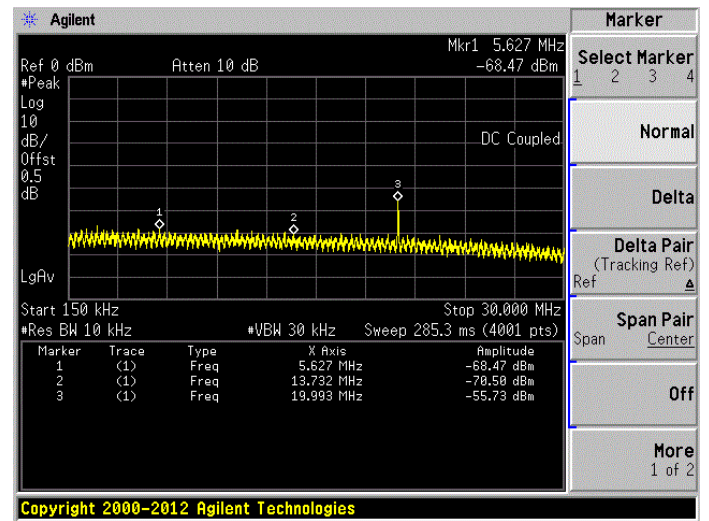 Agilent
Marker
Mkr1 5.627 MHz
Ref 0 dBm Atten 10 dB -68.47 dBm
#Peak
Log
10
dB/
Offst
0.5
dB
DC Coupled
1
2
3
LgAv
Start 150 kHz Stop 30.000 MHz
#Res BW 10 kHz #VBW 30 kHz Sweep 285.3 ms (4001 pts)
Marker Trace Type X Axis Amplitude
1 (1) Freq 5.627 MHz -68.47 dBm
2 (1) Freq 13.732 MHz -70.50 dBm
3 (1) Freq 19.993 MHz -55.73 dBm
Select Marker
1 2 3 4
Normal
Delta
Delta Pair
(Tracking Ref)
Ref Δ
Span Pair
Span Center
Off
More
1 of 2
Copyright 2000-2012 Agilent Technologies